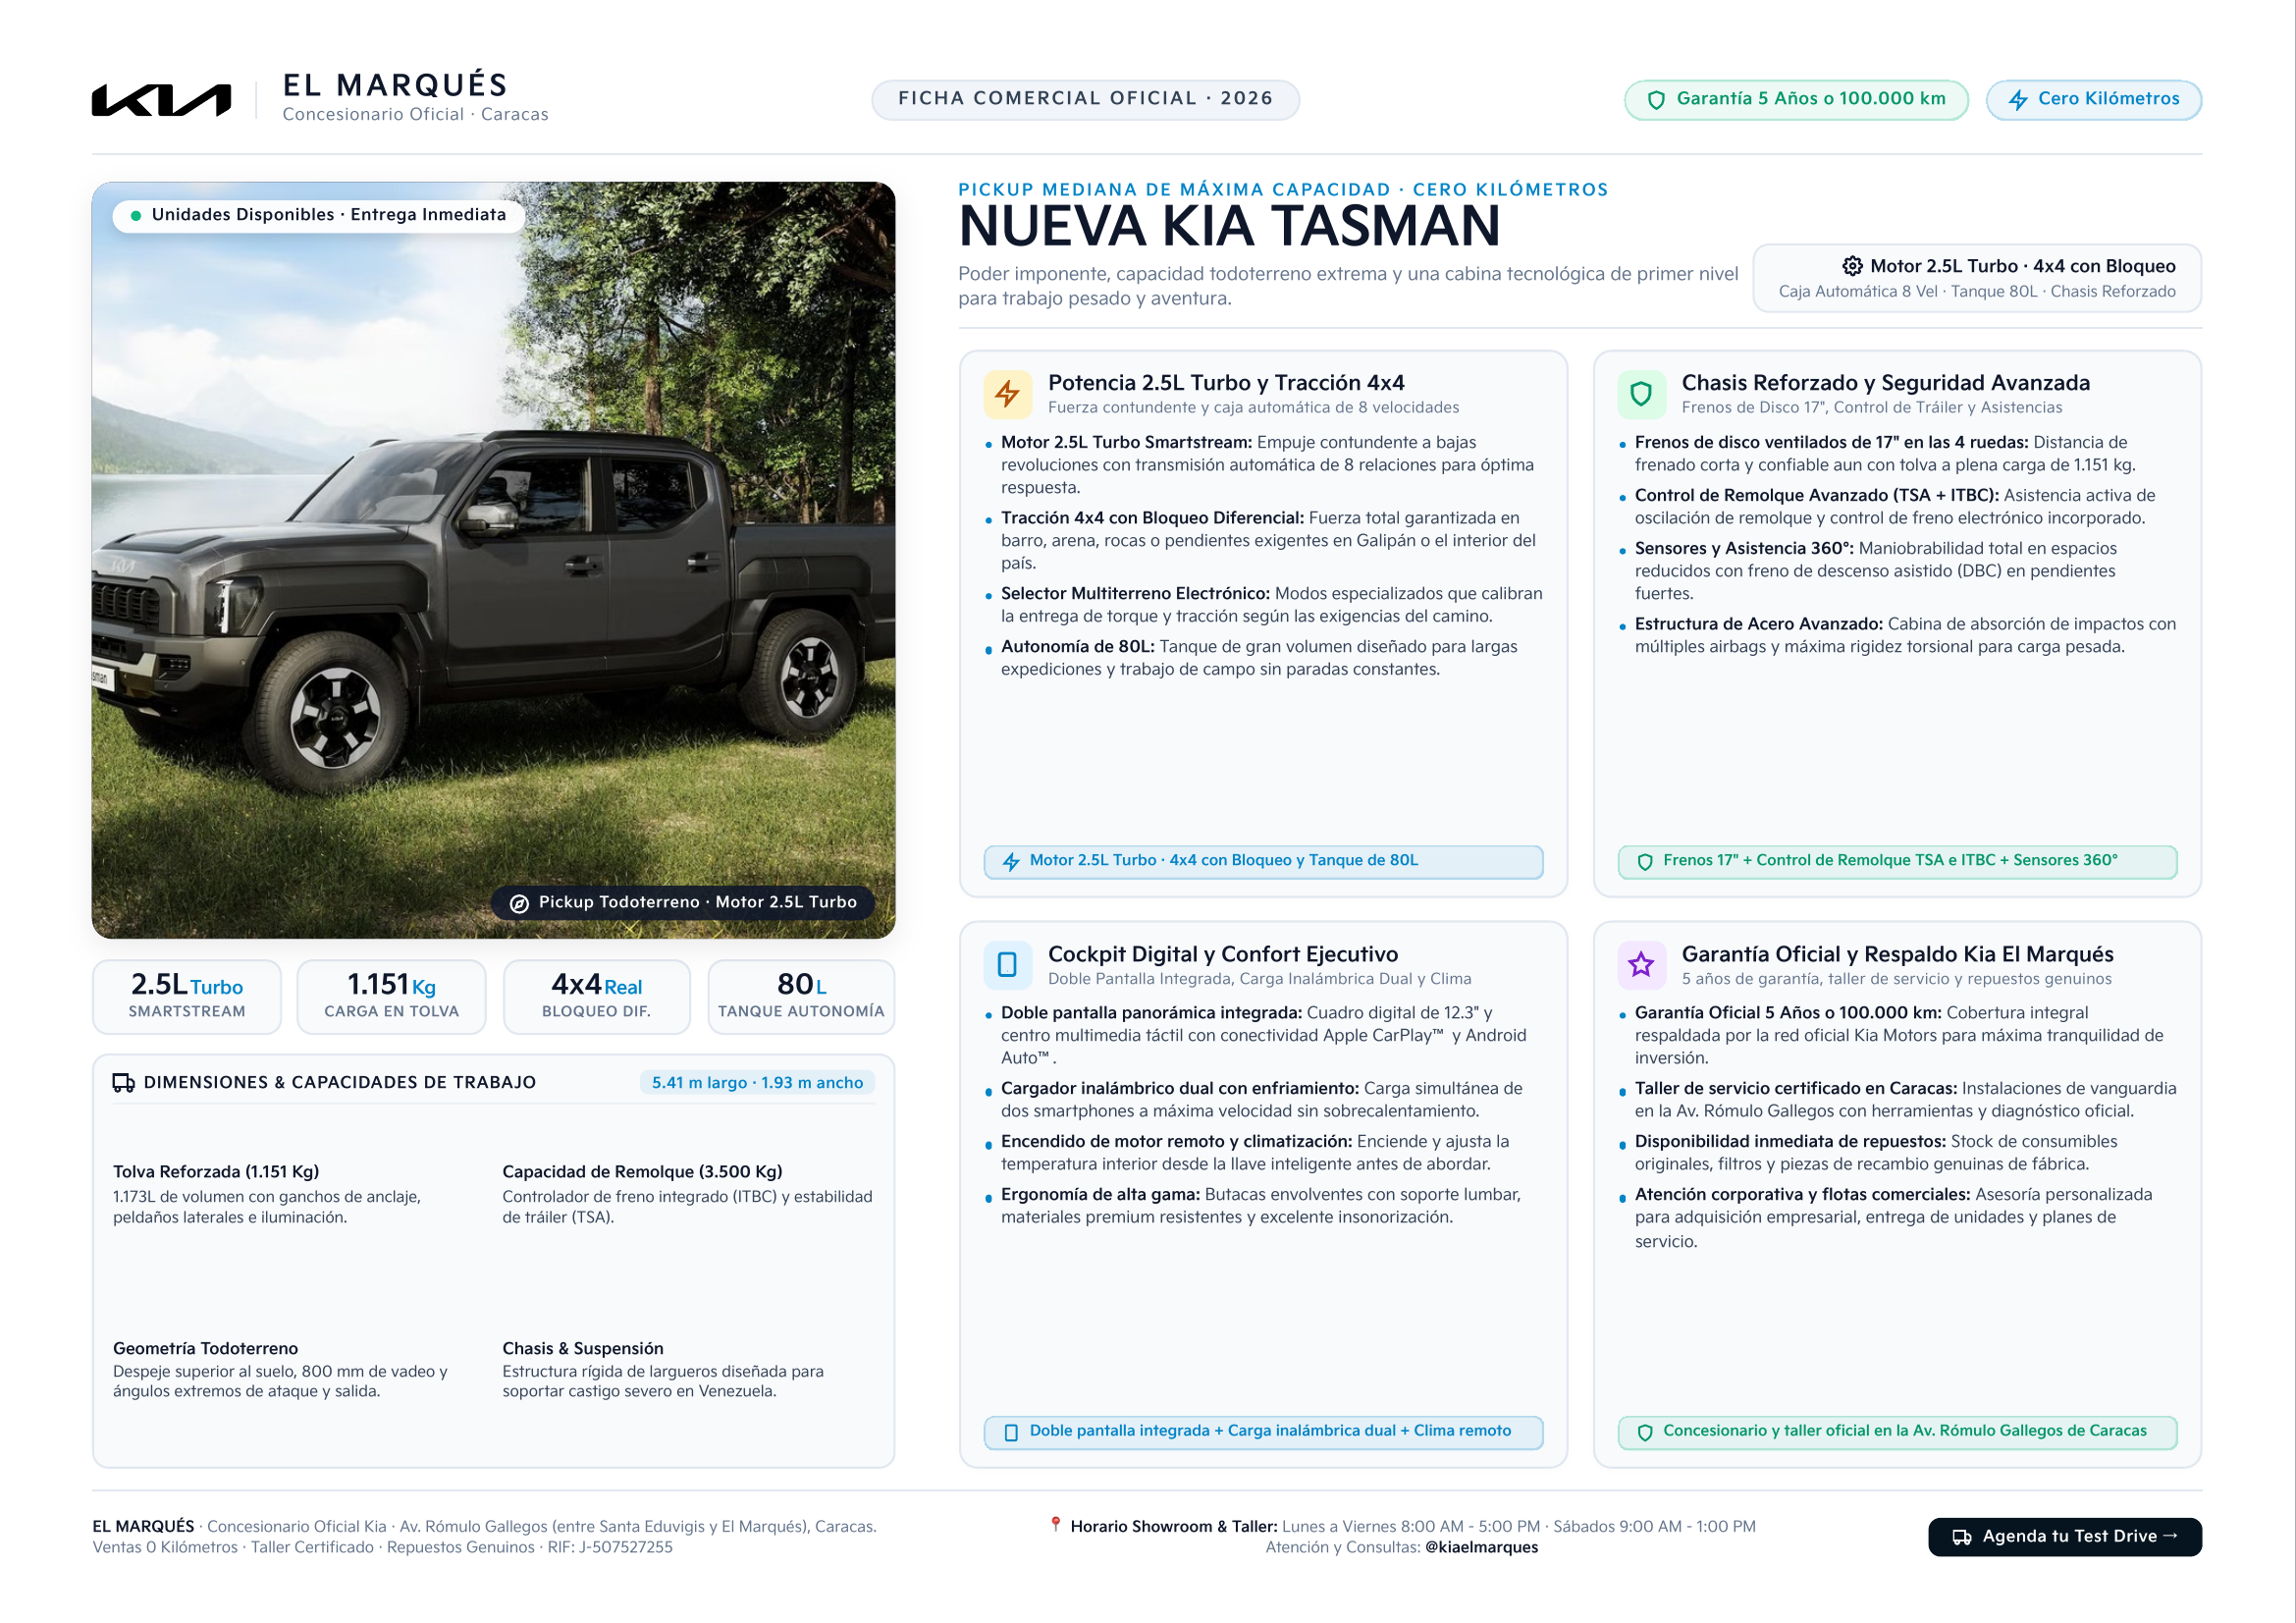 KIA
EL MARQUÉS
Concesionario Oficial · Caracas
FICHA COMERCIAL OFICIAL · 2026
Garantía 5 Años o 100.000 km
Cero Kilómetros
Unidades Disponibles · Entrega Inmediata
sman
Pickup Todoterreno · Motor 2.5L Turbo
2.5L Turbo
SMARTSTREAM
1.151 Kg
CARGA EN TOLVA
4x4 Real
BLOQUEO DIF.
80 L
TANQUE AUTONOMÍA
DIMENSIONES & CAPACIDADES DE TRABAJO
5.41 m largo · 1.93 m ancho
Tolva Reforzada (1.151 Kg)
1.173L de volumen con ganchos de anclaje,
peldaños laterales e iluminación.
Capacidad de Remolque (3.500 Kg)
Controlador de freno integrado (ITBC) y estabilidad
de tráiler (TSA).
Geometría Todoterreno
Despeje superior al suelo, 800 mm de vadeo y
ángulos extremos de ataque y salida.
Chasis & Suspensión
Estructura rígida de largueros diseñada para
soportar castigo severo en Venezuela.
PICKUP MEDIANA DE MÁXIMA CAPACIDAD · CERO KILÓMETROS
NUEVA KIA TASMAN
Poder imponente, capacidad todoterreno extrema y una cabina tecnológica de primer nivel
para trabajo pesado y aventura.
Motor 2.5L Turbo · 4x4 con Bloqueo
Caja Automática 8 Vel · Tanque 80L · Chasis Reforzado
Potencia 2.5L Turbo y Tracción 4x4
Fuerza contundente y caja automática de 8 velocidades
• Motor 2.5L Turbo Smartstream: Empuje contundente a bajas
revoluciones con transmisión automática de 8 relaciones para óptima
respuesta.
• Tracción 4x4 con Bloqueo Diferencial: Fuerza total garantizada en
barro, arena, rocas o pendientes exigentes en Galipán o el interior del
país.
• Selector Multiterreno Electrónico: Modos especializados que calibran
la entrega de torque y tracción según las exigencias del camino.
• Autonomía de 80L: Tanque de gran volumen diseñado para largas
expediciones y trabajo de campo sin paradas constantes.
Motor 2.5L Turbo · 4x4 con Bloqueo y Tanque de 80L
Chasis Reforzado y Seguridad Avanzada
Frenos de Disco 17", Control de Tráiler y Asistencias
• Frenos de disco ventilados de 17" en las 4 ruedas: Distancia de
frenado corta y confiable aun con tolva a plena carga de 1.151 kg.
• Control de Remolque Avanzado (TSA + ITBC): Asistencia activa de
oscilación de remolque y control de freno electrónico incorporado.
• Sensores y Asistencia 360°: Maniobrabilidad total en espacios
reducidos con freno de descenso asistido (DBC) en pendientes
fuertes.
• Estructura de Acero Avanzado: Cabina de absorción de impactos con
múltiples airbags y máxima rigidez torsional para carga pesada.
Frenos 17" + Control de Remolque TSA e ITBC + Sensores 360°
Cockpit Digital y Confort Ejecutivo
Doble Pantalla Integrada, Carga Inalámbrica Dual y Clima
• Doble pantalla panorámica integrada: Cuadro digital de 12.3" y
centro multimedia táctil con conectividad Apple CarPlay™ y Android
Auto™ .
• Cargador inalámbrico dual con enfriamiento: Carga simultánea de
dos smartphones a máxima velocidad sin sobrecalentamiento.
• Encendido de motor remoto y climatización: Enciende y ajusta la
temperatura interior desde la llave inteligente antes de abordar.
• Ergonomía de alta gama: Butacas envolventes con soporte lumbar,
materiales premium resistentes y excelente insonorización.
Doble pantalla integrada + Carga inalámbrica dual + Clima remoto
Garantía Oficial y Respaldo Kia El Marqués
5 años de garantía, taller de servicio y repuestos genuinos
• Garantía Oficial 5 Años o 100.000 km: Cobertura integral
respaldada por la red oficial Kia Motors para máxima tranquilidad de
inversión.
• Taller de servicio certificado en Caracas: Instalaciones de vanguardia
en la Av. Rómulo Gallegos con herramientas y diagnóstico oficial.
• Disponibilidad inmediata de repuestos: Stock de consumibles
originales, filtros y piezas de recambio genuinas de fábrica.
• Atención corporativa y flotas comerciales: Asesoría personalizada
para adquisición empresarial, entrega de unidades y planes de
servicio.
Concesionario y taller oficial en la Av. Rómulo Gallegos de Caracas
EL MARQUÉS · Concesionario Oficial Kia · Av. Rómulo Gallegos (entre Santa Eduvigis y El Marqués), Caracas.
Ventas 0 Kilómetros · Taller Certificado · Repuestos Genuinos · RIF: J-507527255
📍 Horario Showroom & Taller: Lunes a Viernes 8:00 AM - 5:00 PM · Sábados 9:00 AM - 1:00 PM
Atención y Consultas: @kiaelmarques
Agenda tu Test Drive →